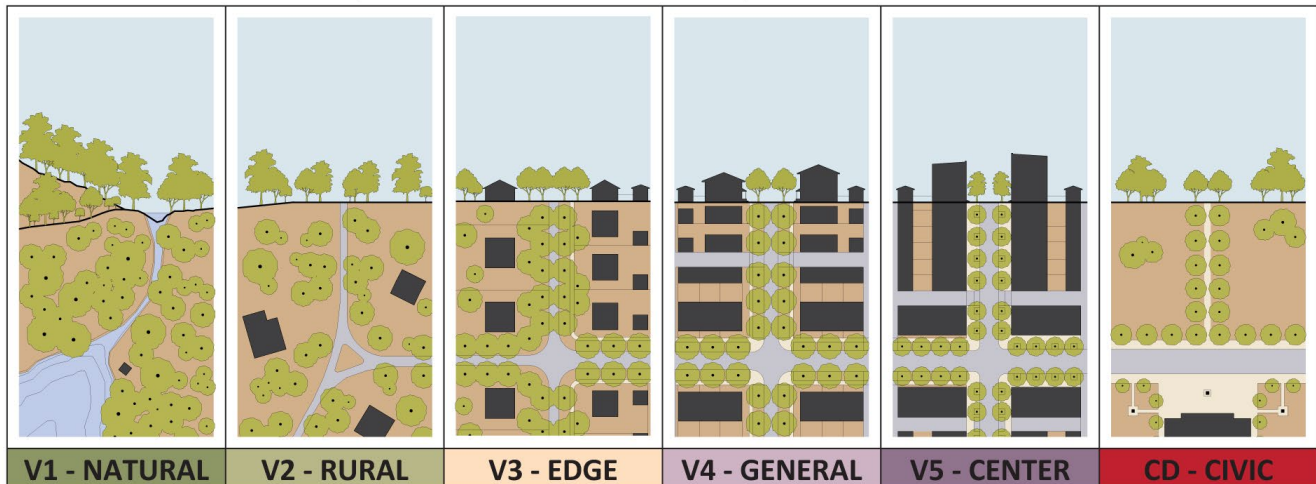 V1 - NATURAL
V2 - RURAL
V3 - EDGE
V4 - GENERAL
V5 - CENTER
CD - CIVIC